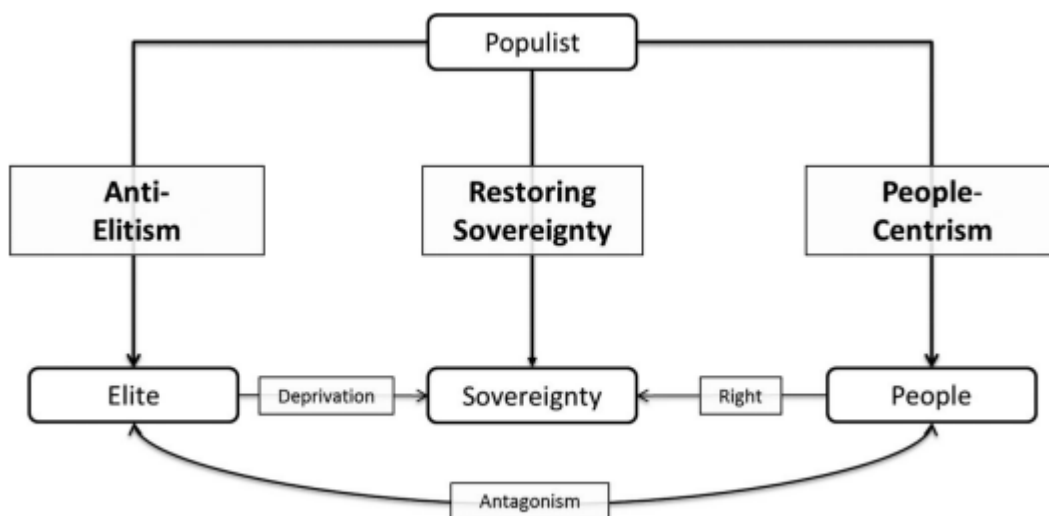 Populist
Anti-
Elitism
Restoring
Sovereignty
People-
Centrism
Elite
Deprivation
Sovereignty
Right
People
Antagonism